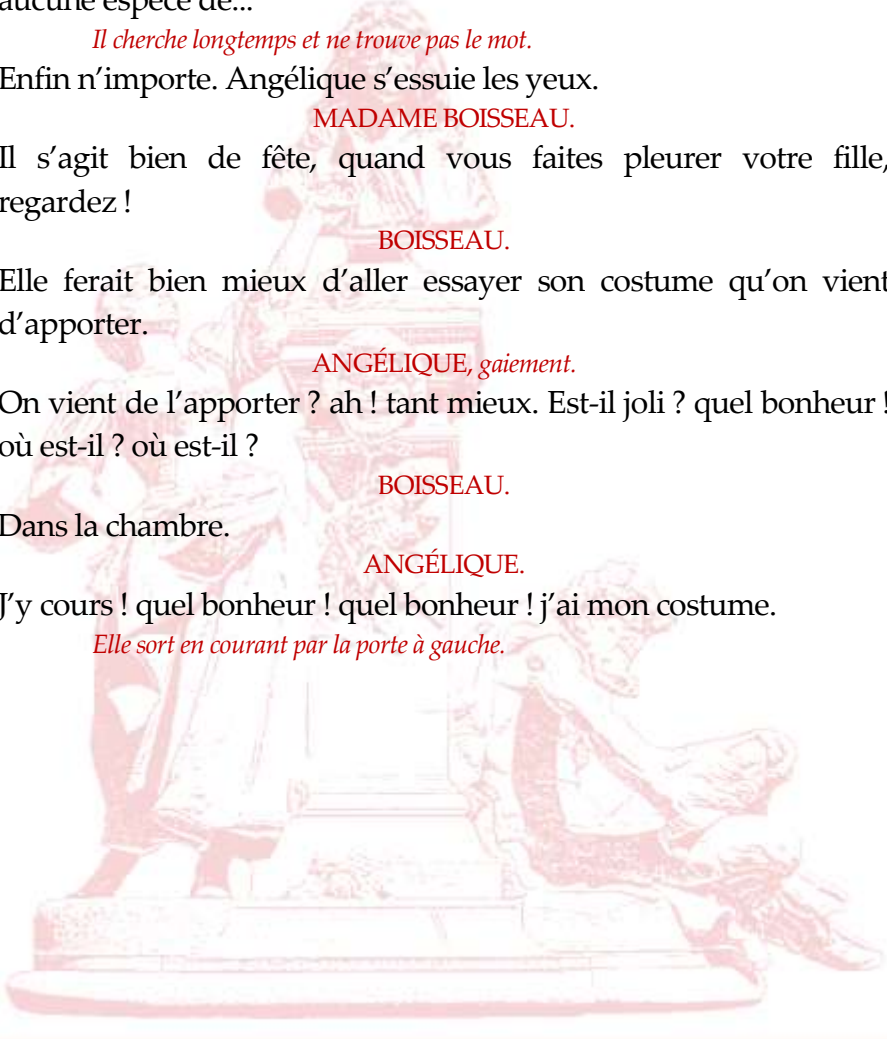 aucune espèce de...
Il cherche longtemps et ne trouve pas le mot.
Enfin n’importe. Angélique s’essuie les yeux.
MADAME BOISSEAU.
Il s’agit bien de fête, quand vous faites pleurer votre fille,
regardez !
BOISSEAU.
Elle ferait bien mieux d’aller essayer son costume qu’on vient
d’apporter.
ANGÉLIQUE, gaiement.
On vient de l’apporter ? ah ! tant mieux. Est-il joli ? quel bonheur !
où est-il ? où est-il ?
BOISSEAU.
Dans la chambre.
ANGÉLIQUE.
J’y cours ! quel bonheur ! quel bonheur ! j’ai mon costume.
Elle sort en courant par la porte à gauche.